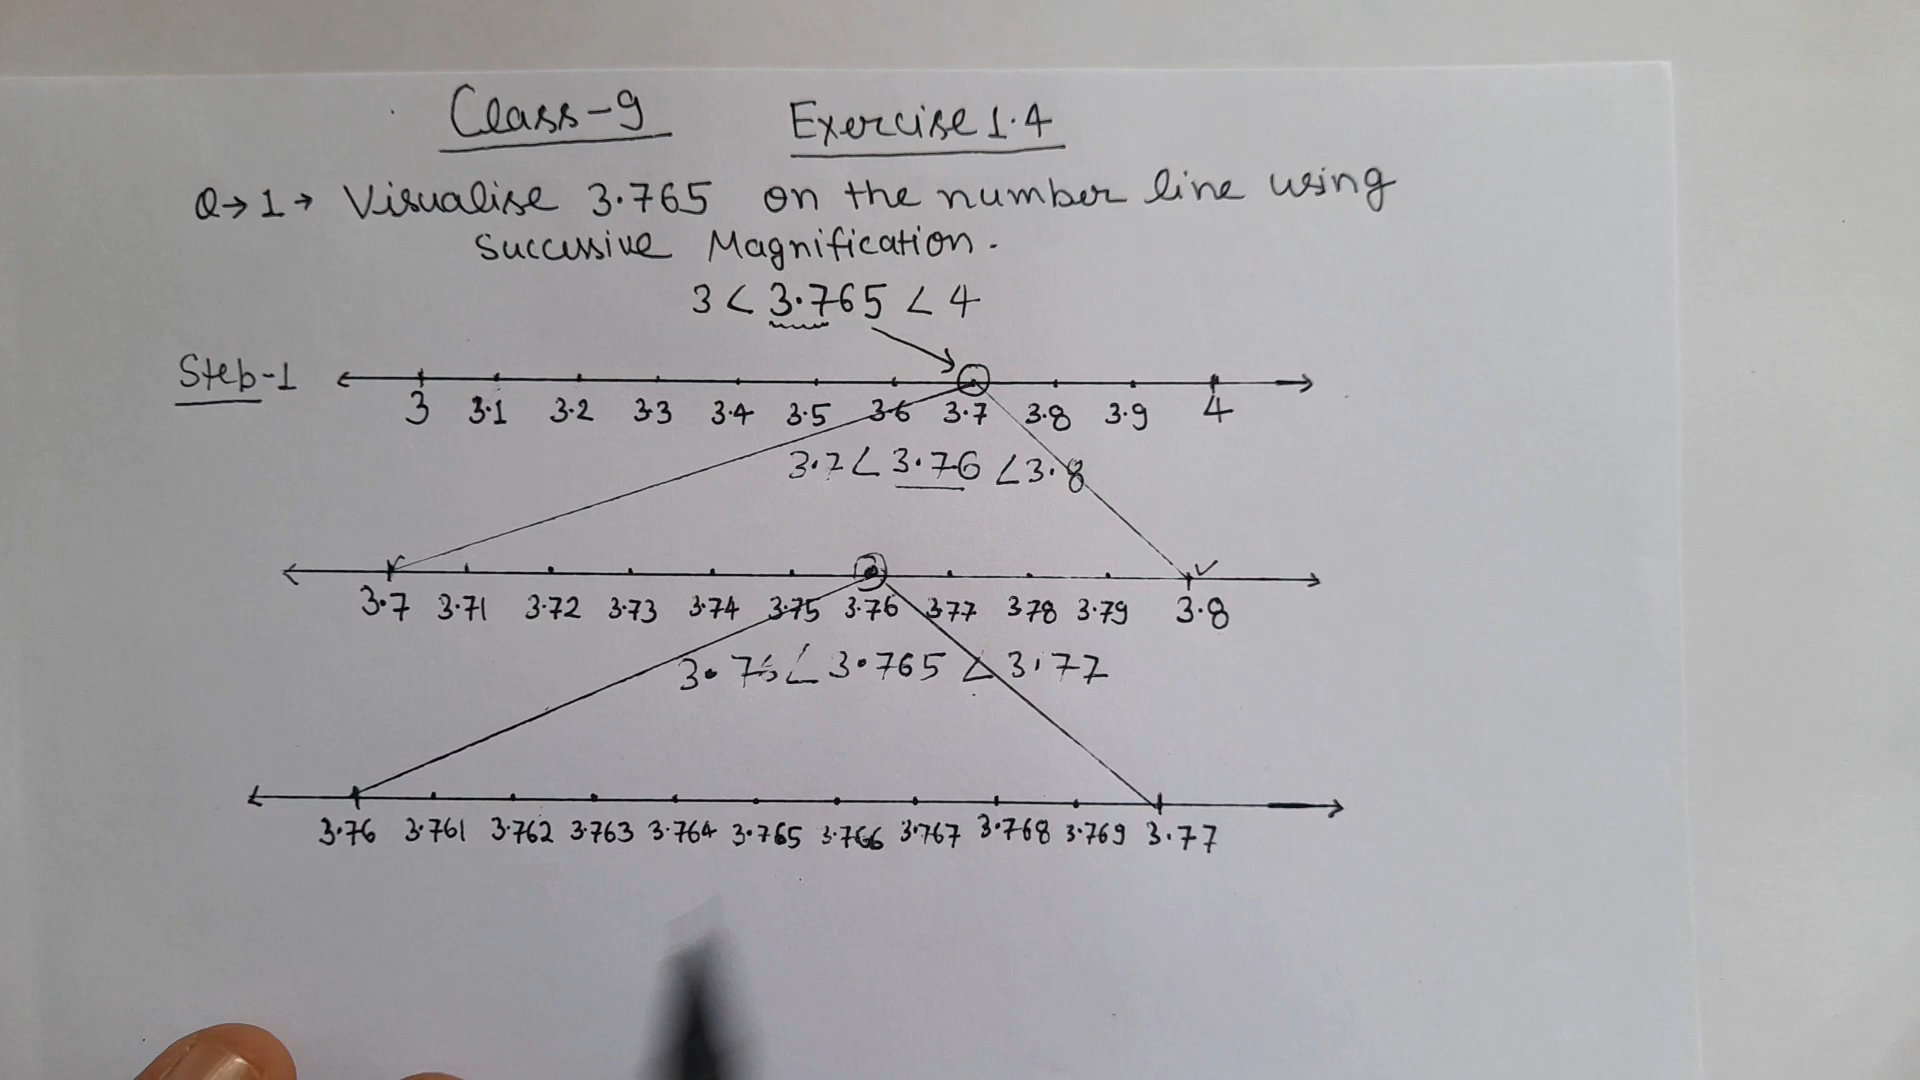 Class-9 Exercise 1.4
Q→1→ Visualise 3.765 on the number line using
Successive Magnification.
3 < 3.765 < 4
Steb-1
3 3.1 3.2 3.3 3.4 3.5 3.6 3.7 3.8 3.9 4
3.7 < 3.76 < 3.8
3.7 3.71 3.72 3.73 3.74 3.75 3.76 3.77 3.78 3.79 3.8
3.76 < 3.765 < 3.77
3.76 3.761 3.762 3.763 3.764 3.765 3.766 3.767 3.768 3.769 3.77